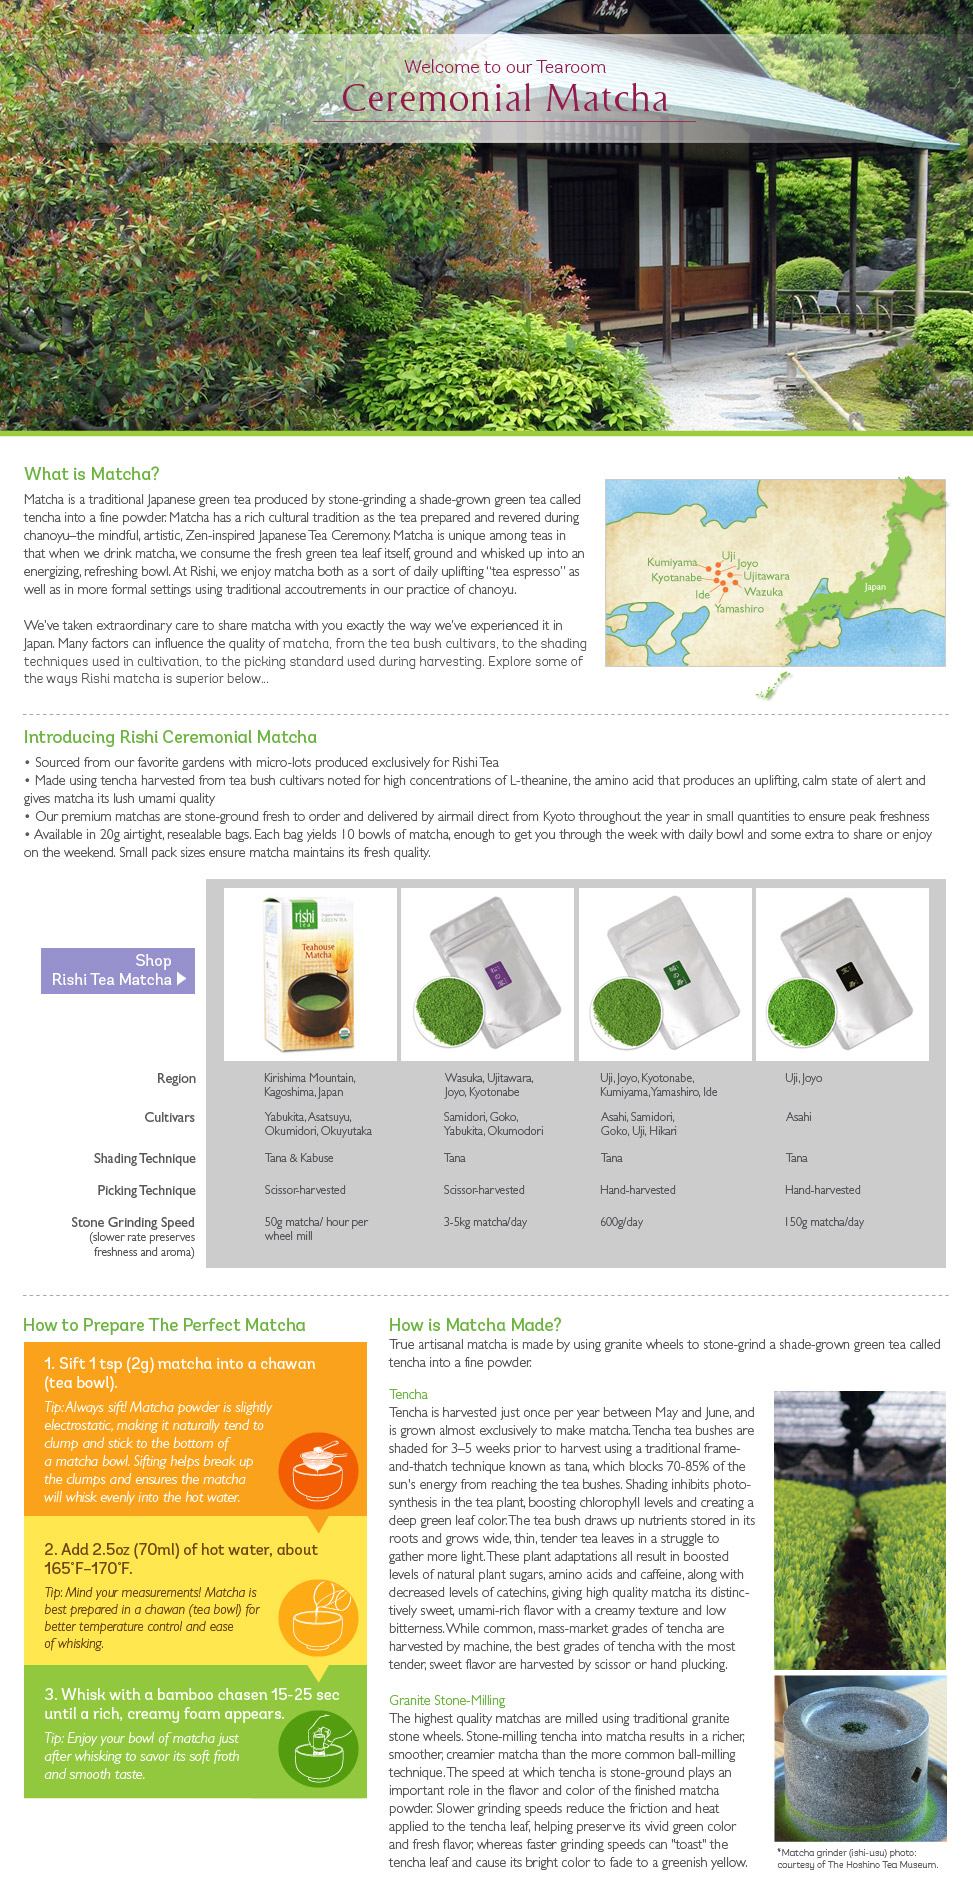 Welcome to our Tearoom
Ceremonial Matcha
What is Matcha?
Matcha is a traditional Japanese green tea produced by stone-grinding a shade-grown green tea called
tencha into a fine powder. Matcha has a rich cultural tradition as the tea prepared and revered during
chanoyu–the mindful, artistic, Zen-inspired Japanese Tea Ceremony. Matcha is unique among teas in
that when we drink matcha, we consume the fresh green tea leaf itself, ground and whisked up into an
energizing, refreshing bowl. At Rishi, we enjoy matcha both as a sort of daily uplifting “tea espresso” as
well as in more formal settings using traditional accoutrements in our practice of chanoyu.
We've taken extraordinary care to share matcha with you exactly the way we've experienced it in
Japan. Many factors can influence the quality of matcha, from the tea bush cultivars, to the shading
techniques used in cultivation, to the picking standard used during harvesting. Explore some of
the ways Rishi matcha is superior below...
Uji
Kumiyama
Joyo
Kyotanabe
Ujitawara
Ide
Wazuka
Yamashiro
Japan
Introducing Rishi Ceremonial Matcha
• Sourced from our favorite gardens with micro-lots produced exclusively for Rishi Tea
• Made using tencha harvested from tea bush cultivars noted for high concentrations of L-theanine, the amino acid that produces an uplifting, calm state of alert and
gives matcha its lush umami quality
• Our premium matchas are stone-ground fresh to order and delivered by airmail direct from Kyoto throughout the year in small quantities to ensure peak freshness
• Available in 20g airtight, resealable bags. Each bag yields 10 bowls of matcha, enough to get you through the week with daily bowl and some extra to share or enjoy
on the weekend. Small pack sizes ensure matcha maintains its fresh quality.
Shop
Rishi Tea Matcha
rishi
tea
GREEN TEA
Teahouse
Matcha
Region
Kirishima Mountain,
Kagoshima, Japan
Wasuka, Ujitawara,
Joyo, Kyotonabe
Uji, Joyo, Kyotonabe,
Kumiyama, Yamashiro, Ide
Uji, Joyo
Cultivars
Yabukita, Asatsuyu,
Okumidori, Okuyutaka
Samidori, Goko,
Yabukita, Okumodori
Asahi, Samidori,
Goko, Uji, Hikari
Asahi
Shading Technique
Tana & Kabuse
Tana
Tana
Tana
Picking Technique
Scissor-harvested
Scissor-harvested
Hand-harvested
Hand-harvested
Stone Grinding Speed
(slower rate preserves
freshness and aroma)
50g matcha/ hour per
wheel mill
3-5kg matcha/day
600g/day
150g matcha/day
How to Prepare The Perfect Matcha
1. Sift 1 tsp (2g) matcha into a chawan
(tea bowl).
Tip: Always sift! Matcha powder is slightly
electrostatic, making it naturally tend to
clump and stick to the bottom of
a matcha bowl. Sifting helps break up
the clumps and ensures the matcha
will whisk evenly into the hot water.
2. Add 2.5oz (70ml) of hot water, about
165°F–170°F.
Tip: Mind your measurements! Matcha is
best prepared in a chawan (tea bowl) for
better temperature control and ease
of whisking.
3. Whisk with a bamboo chasen 15-25 sec
until a rich, creamy foam appears.
Tip: Enjoy your bowl of matcha just
after whisking to savor its soft froth
and smooth taste.
How is Matcha Made?
True artisanal matcha is made by using granite wheels to stone-grind a shade-grown green tea called
tencha into a fine powder.
Tencha
Tencha is harvested just once per year between May and June, and
is grown almost exclusively to make matcha. Tencha tea bushes are
shaded for 3–5 weeks prior to harvest using a traditional frame-
and-thatch technique known as tana, which blocks 70-85% of the
sun's energy from reaching the tea bushes. Shading inhibits photo-
synthesis in the tea plant, boosting chlorophyll levels and creating a
deep green leaf color. The tea bush draws up nutrients stored in its
roots and grows wide, thin, tender tea leaves in a struggle to
gather more light. These plant adaptations all result in boosted
levels of natural plant sugars, amino acids and caffeine, along with
decreased levels of catechins, giving high quality matcha its distinc-
tively sweet, umami-rich flavor with a creamy texture and low
bitterness. While common, mass-market grades of tencha are
harvested by machine, the best grades of tencha with the most
tender, sweet flavor are harvested by scissor or hand plucking.
Granite Stone-Milling
The highest quality matchas are milled using traditional granite
stone wheels. Stone-milling tencha into matcha results in a richer,
smoother, creamier matcha than the more common ball-milling
technique. The speed at which tencha is stone-ground plays an
important role in the flavor and color of the finished matcha
powder. Slower grinding speeds reduce the friction and heat
applied to the tencha leaf, helping preserve its vivid green color
and fresh flavor, whereas faster grinding speeds can "toast" the
tencha leaf and cause its bright color to fade to a greenish yellow.
*Matcha grinder (ishi-usu) photo:
courtesy of The Hoshino Tea Museum.